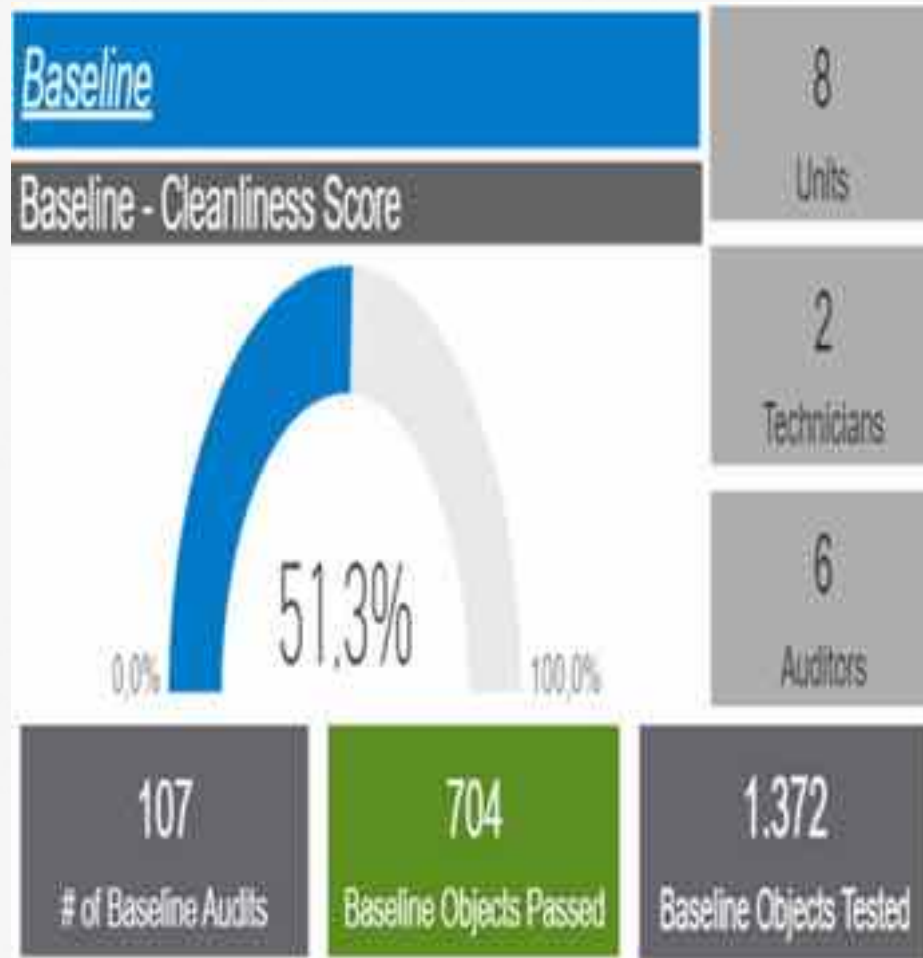 Baseline
8
Units
Baseline - Cleanliness Score
2
Technicians
51,3%
0,0%
100,0%
6
Auditors
107
# of Baseline Audits
704
Baseline Objects Passed
1.372
Baseline Objects Tested